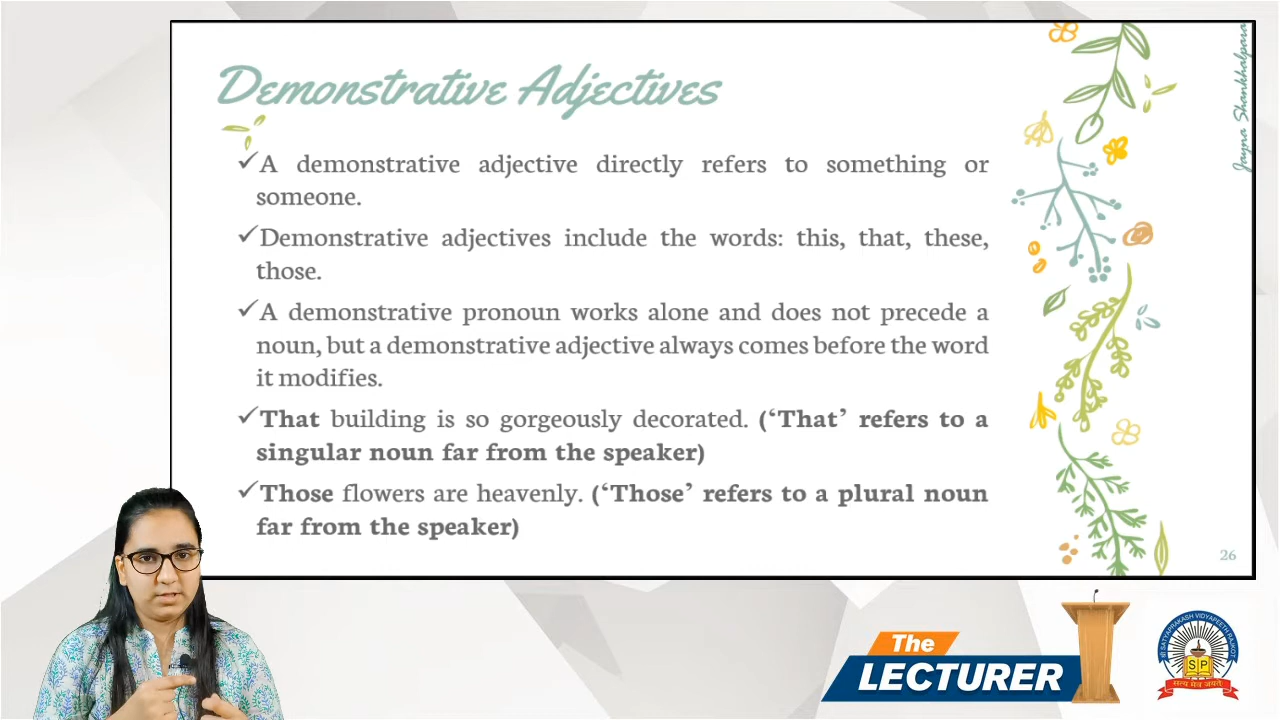 Demonstrative Adjectives
✓A demonstrative adjective directly refers to something or
someone.
✓Demonstrative adjectives include the words: this, that, these,
those.
✓A demonstrative pronoun works alone and does not precede a
noun, but a demonstrative adjective always comes before the word
it modifies.
✓That building is so gorgeously decorated. (‘That’ refers to a
singular noun far from the speaker)
✓Those flowers are heavenly. (‘Those’ refers to a plural noun
far from the speaker)
Jayna Shankhalpara
26
The
LECTURER
SP
सत्य मेव जयते